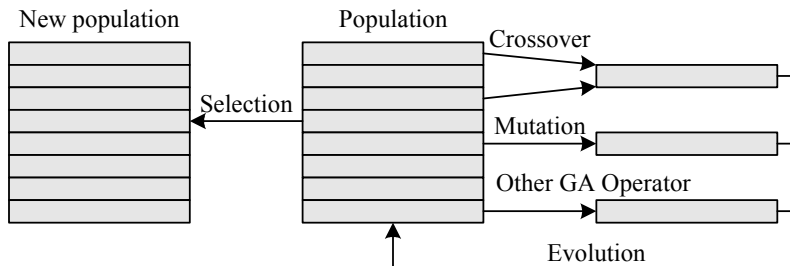 New population
Population
Crossover
Selection
Mutation
Other GA Operator
Evolution